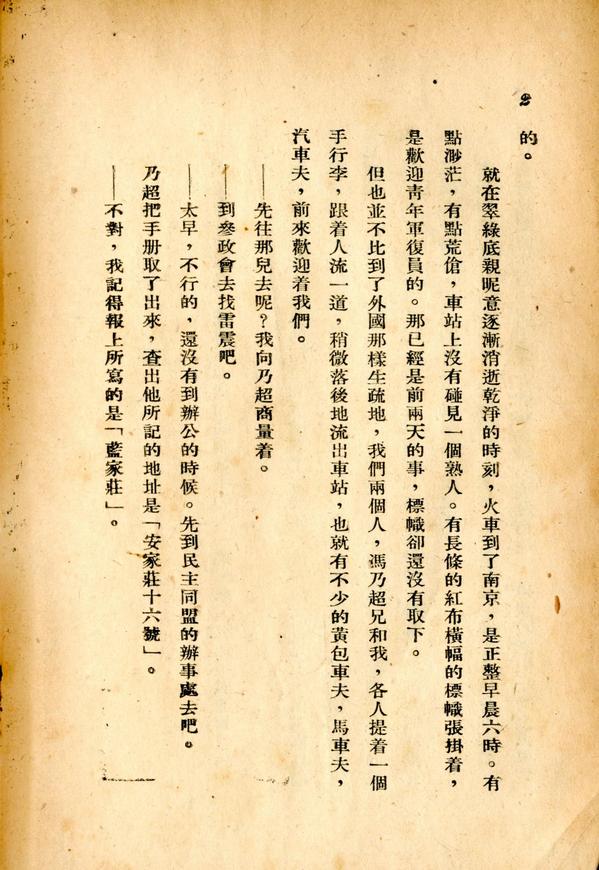 2
的。
就在翠綠底親昵意逐漸消逝乾淨的時刻，火車到了南京，是正整早晨六時。有
點渺茫，有點荒傖，車站上沒有碰見一個熟人。有長條的紅布橫幅的標幟張掛着，
是歡迎靑年軍復員的。那已經是前兩天的事，標幟卻還沒有取下。
但也並不比到了外國那樣生疏地，我們兩個人，馮乃超兄和我，各人提着一個
手行李，跟着人流一道，稍微落後地流出車站，也就有不少的黃包車夫，馬車夫，
汽車夫，前來歡迎着我們。
——先往那兒去呢？我向乃超商量着。
——到參政會去找雷震吧。
——太早，不行的，還沒有到辦公的時候。先到民主同盟的辦事處去吧。
乃超把手册取了出來，查出他所記的地址是「安家莊十六號」。
——不對，我記得報上所寫的是「藍家莊」。